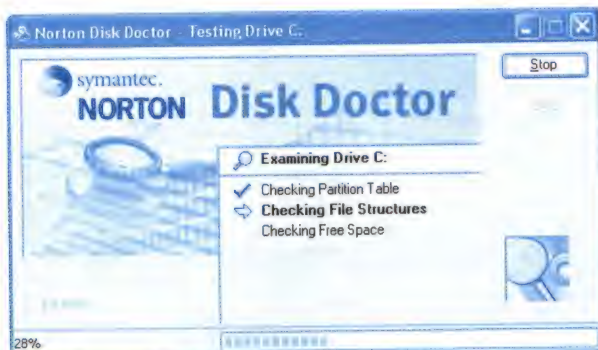 Norton Disk Doctor - Testing Drive C:
Stop
symantec.
NORTON Disk Doctor
Examining Drive C:
Checking Partition Table
Checking File Structures
Checking Free Space
28%